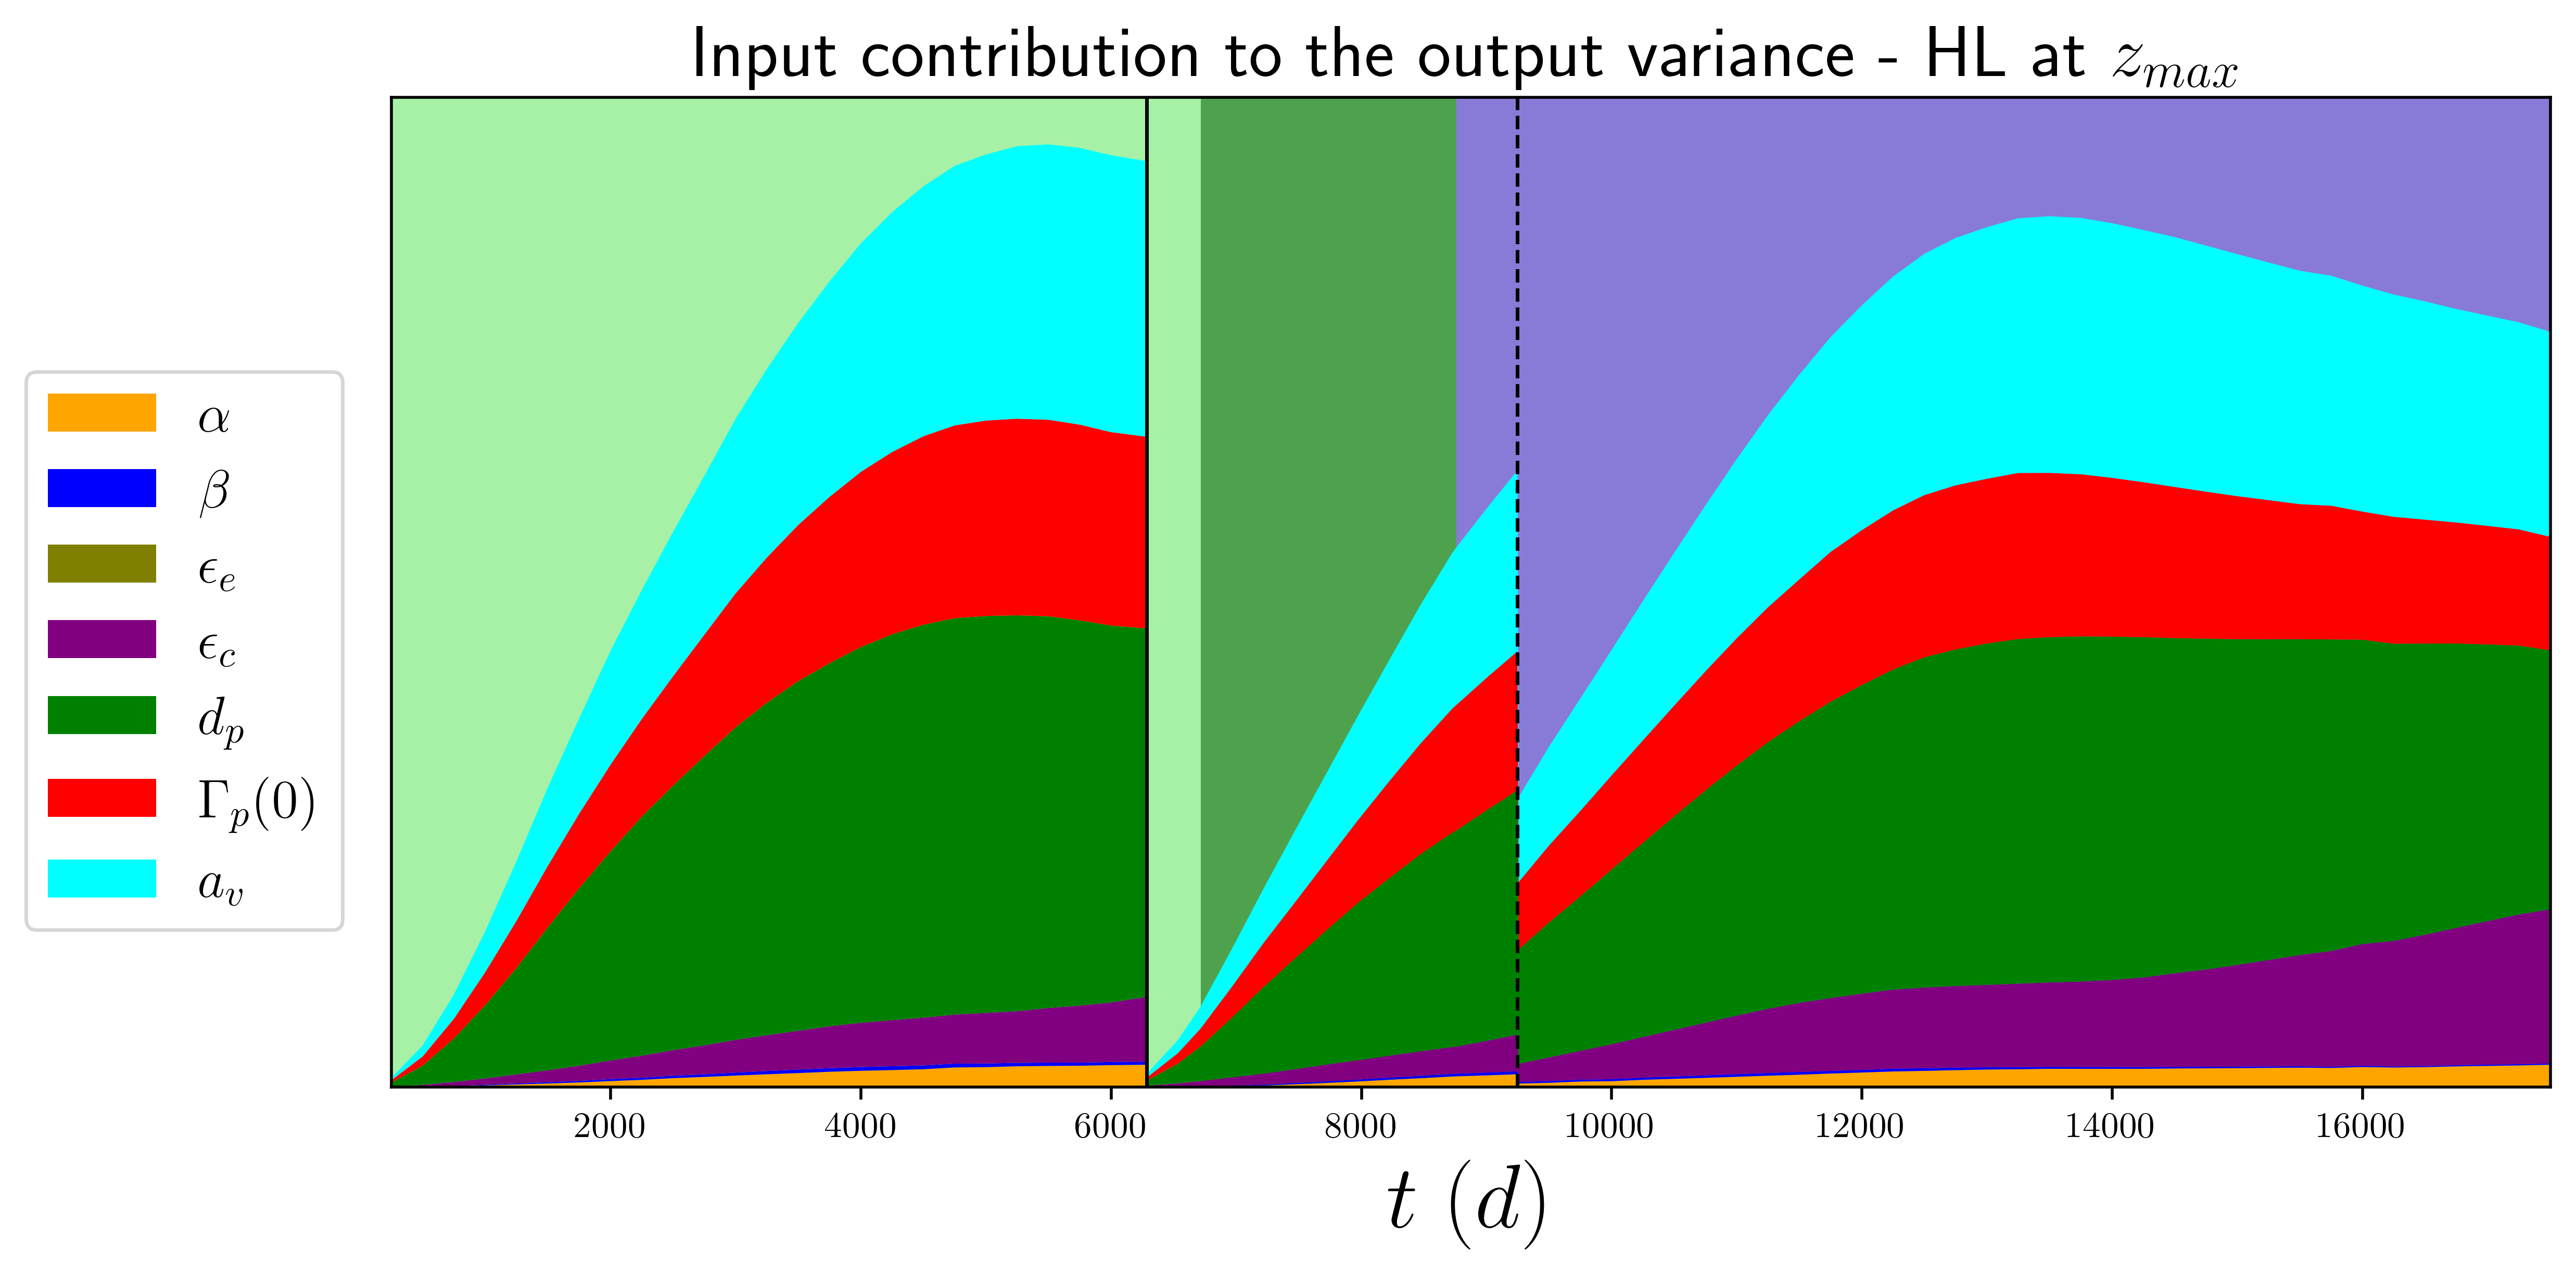 Input contribution to the output variance - HL at z_max
α
β
ϵ_e
ϵ_c
d_p
Γ_p(0)
a_v
2000 4000 6000 8000 10000 12000 14000 16000
t (d)